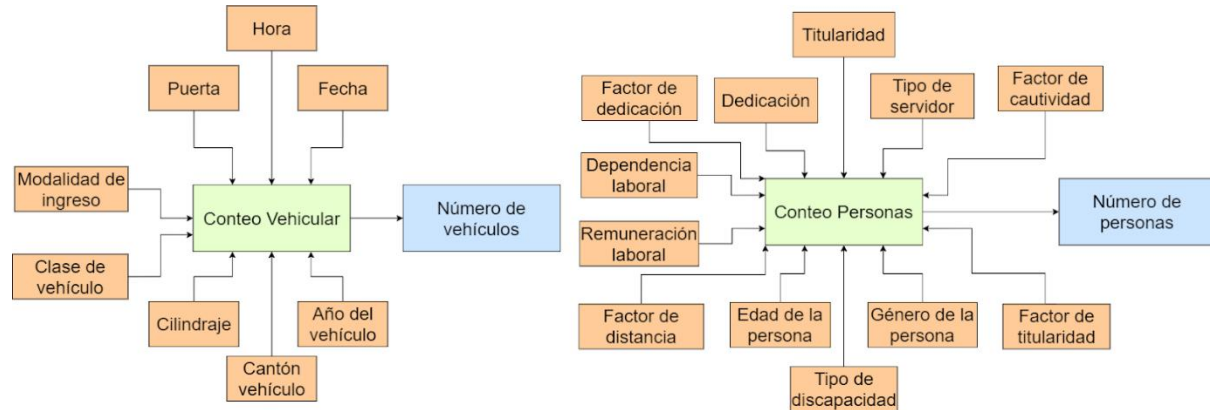 Hora
Puerta
Fecha
Modalidad de
ingreso
Conteo Vehicular
Número de
vehículos
Clase de
vehículo
Cilindraje
Año del
vehículo
Cantón
vehículo
Titularidad
Factor de
dedicación
Dedicación
Tipo de
servidor
Factor de
cautividad
Dependencia
laboral
Conteo Personas
Número de
personas
Remuneración
laboral
Factor de
distancia
Edad de la
persona
Género de la
persona
Factor de
titularidad
Tipo de
discapacidad